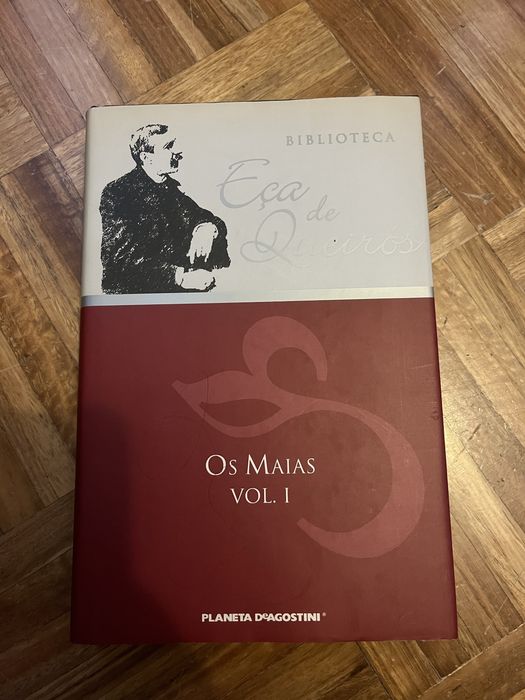 BIBLIOTECA
Eça
de
Queirós
OS MAIAS
VOL. I
PLANETA DeAGOSTINI®